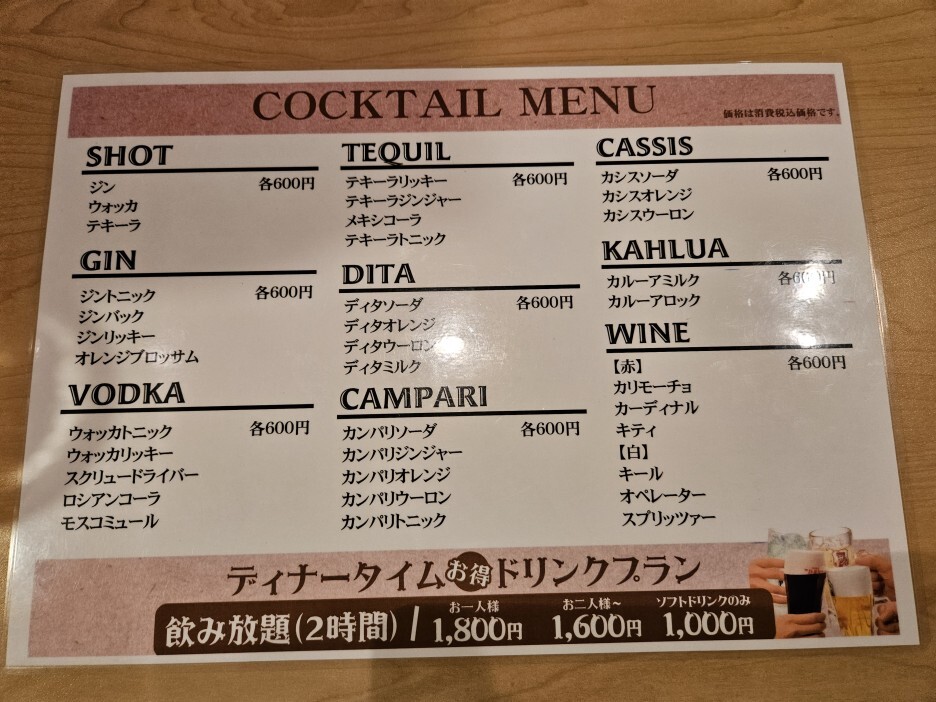 COCKTAIL MENU
価格は消費税込価格です。
SHOT
ジン 各600円
ウォッカ
テキーラ
GIN
ジントニック 各600円
ジンバック
ジンリッキー
オレンジブロッサム
VODKA
ウォッカトニック 各600円
ウォッカリッキー
スクリュードライバー
ロシアンコーラ
モスコミュール
TEQUIL
テキーラリッキー 各600円
テキーラジンジャー
メキシコーラ
テキーラトニック
DITA
ディタソーダ 各600円
ディタオレンジ
ディタウーロン
ディタミルク
CAMPARI
カンパリソーダ 各600円
カンパリジンジャー
カンパリオレンジ
カンパリウーロン
カンパリトニック
CASSIS
カシスソーダ 各600円
カシスオレンジ
カシスウーロン
KAHLUA
カルーアミルク 各600円
カルーアロック
WINE
【赤】 各600円
カリモーチョ
カーディナル
キティ
【白】
キール
オペレーター
スプリッツァー
ディナータイムお得ドリンクプラン
飲み放題(2時間) / お一人様 1,800円 お二人様~ 1,600円 ソフトドリンクのみ 1,000円